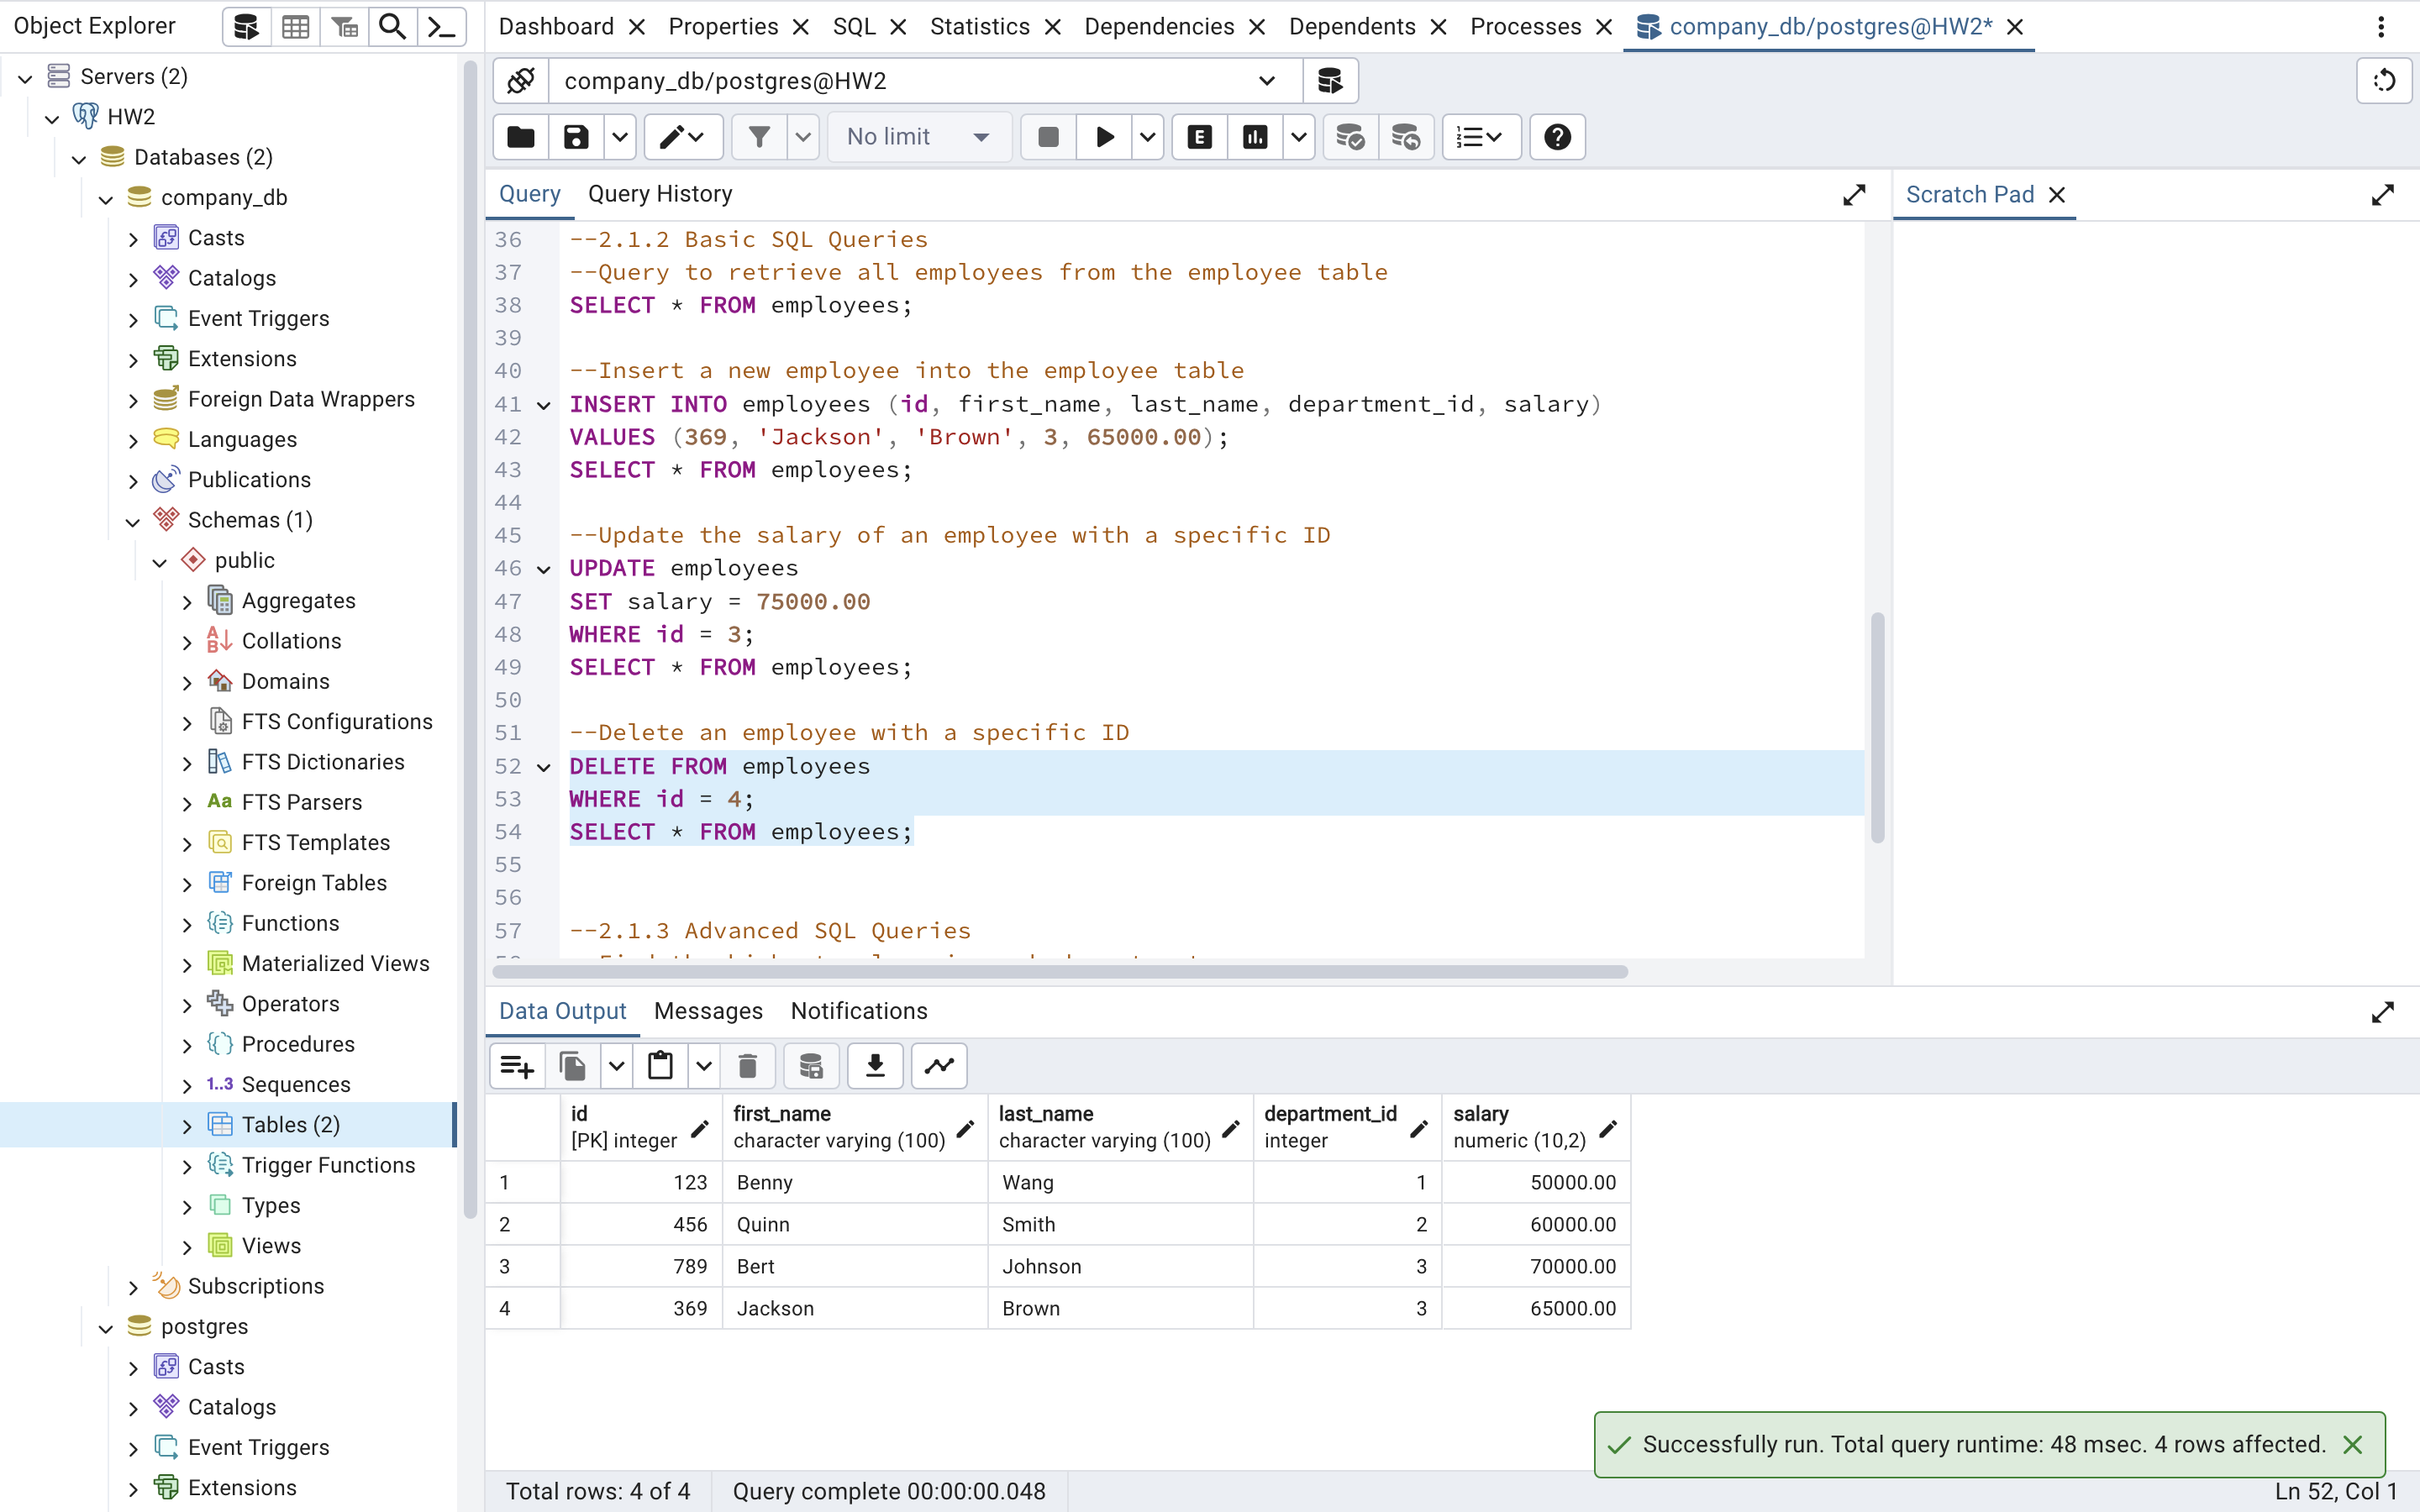 Object Explorer
Servers (2)
HW2
Databases (2)
company_db
Casts
Catalogs
Event Triggers
Extensions
Foreign Data Wrappers
Languages
Publications
Schemas (1)
public
Aggregates
Collations
Domains
FTS Configurations
FTS Dictionaries
Aa FTS Parsers
FTS Templates
Foreign Tables
Functions
Materialized Views
Operators
Procedures
1..3 Sequences
Tables (2)
Trigger Functions
Types
Views
Subscriptions
postgres
Casts
Catalogs
Event Triggers
Extensions
Dashboard Properties SQL Statistics Dependencies Dependents Processes company_db/postgres@HW2*
company_db/postgres@HW2
No limit E
Query Query History
36 --2.1.2 Basic SQL Queries
37 --Query to retrieve all employees from the employee table
38 SELECT * FROM employees;
39
40 --Insert a new employee into the employee table
41 INSERT INTO employees (id, first_name, last_name, department_id, salary)
42 VALUES (369, 'Jackson', 'Brown', 3, 65000.00);
43 SELECT * FROM employees;
44
45 --Update the salary of an employee with a specific ID
46 UPDATE employees
47 SET salary = 75000.00
48 WHERE id = 3;
49 SELECT * FROM employees;
50
51 --Delete an employee with a specific ID
52 DELETE FROM employees
53 WHERE id = 4;
54 SELECT * FROM employees;
55
56
57 --2.1.3 Advanced SQL Queries
Scratch Pad
Data Output Messages Notifications
id first_name last_name department_id salary
[PK] integer character varying (100) character varying (100) integer numeric (10,2)
1 123 Benny Wang 1 50000.00
2 456 Quinn Smith 2 60000.00
3 789 Bert Johnson 3 70000.00
4 369 Jackson Brown 3 65000.00
Successfully run. Total query runtime: 48 msec. 4 rows affected.
Total rows: 4 of 4 Query complete 00:00:00.048 Ln 52, Col 1